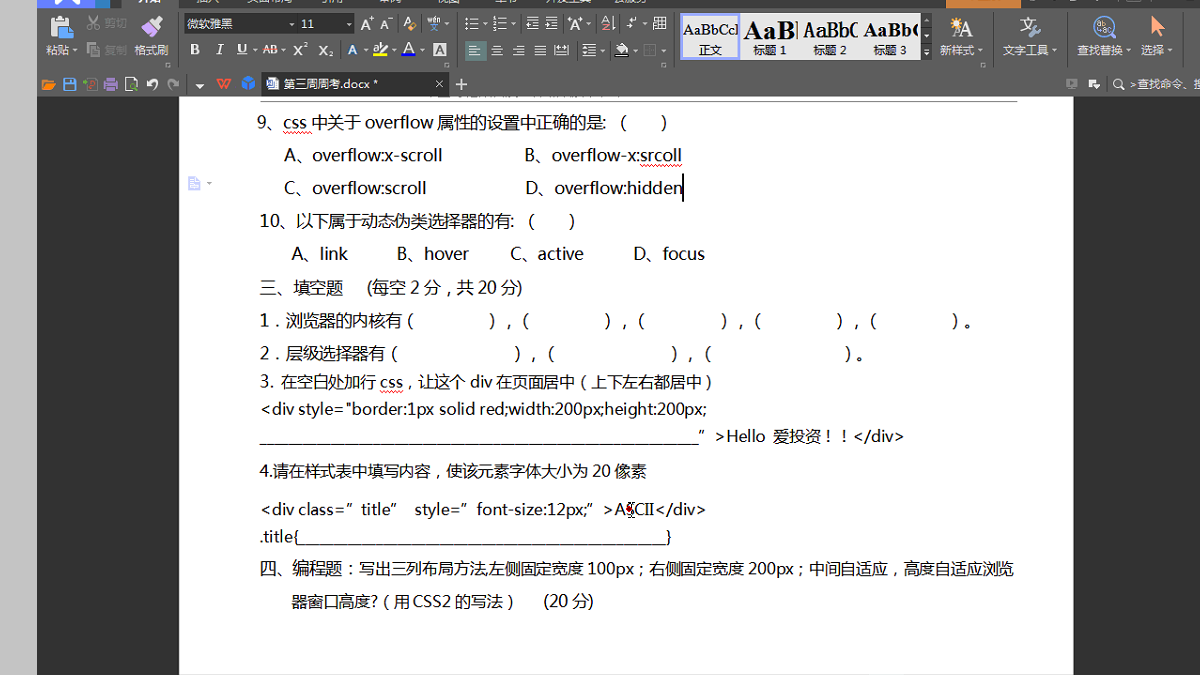 剪切
微软雅黑 11
粘贴 复制 格式刷
AaBbCcI AaB AaBbC AaBb
正文 标题 1 标题 2 标题 3
新样式 文字工具 查找替换 选择
第三周周考.docx * ×
>查找命令、
9、css 中关于 overflow 属性的设置中正确的是: ( )
A、overflow:x-scroll B、overflow-x:srcoll
C、overflow:scroll D、overflow:hidden
10、以下属于动态伪类选择器的有: ( )
A、link B、hover C、active D、focus
三、填空题 (每空 2 分，共 20 分)
1．浏览器的内核有( )，( )，( )，( )，( )。
2．层级选择器有( )，( )，( )。
3. 在空白处加行 css，让这个 div 在页面居中(上下左右都居中)
<div style="border:1px solid red;width:200px;height:200px;
________________________________________" >Hello 爱投资！！</div>
4.请在样式表中填写内容，使该元素字体大小为 20 像素
<div class=”title” style=”font-size:12px;” >ASCII</div>
.title{________________________________________}
四、编程题：写出三列布局方法,左侧固定宽度 100px；右侧固定宽度 200px；中间自适应，高度自适应浏览
器窗口高度?(用 CSS2 的写法) (20 分)